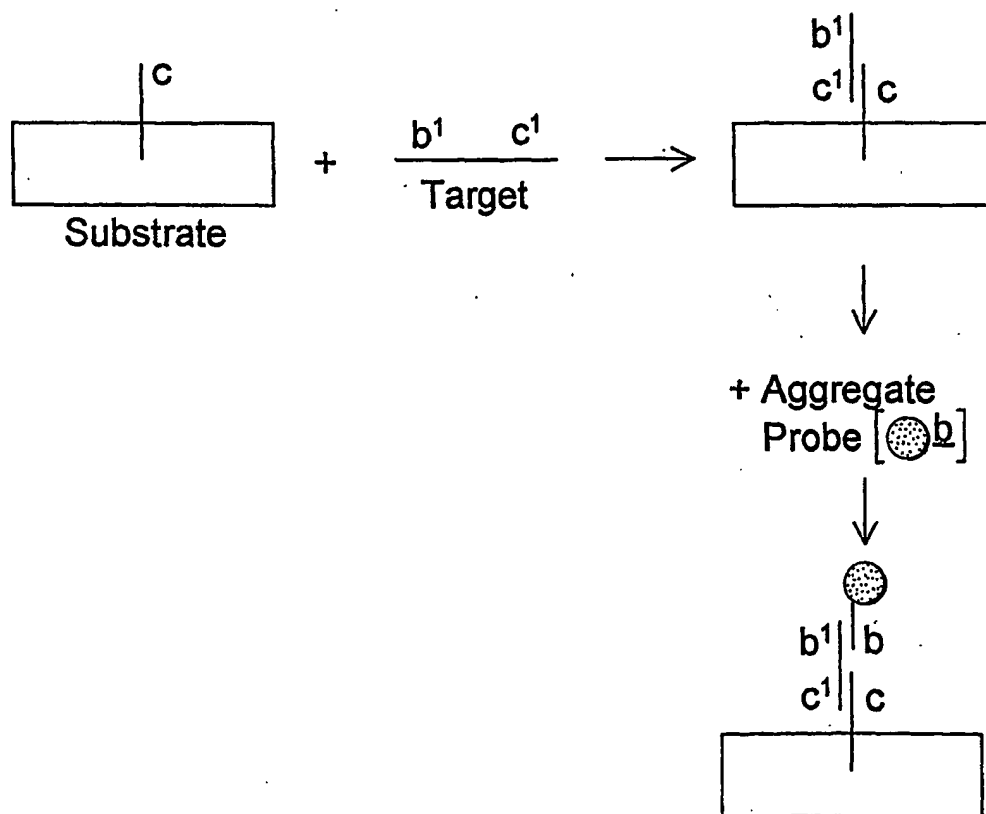 c
Substrate
+
b¹ c¹
Target
b¹
c¹ c
+ Aggregate
Probe [b]
b¹ b
c¹ c